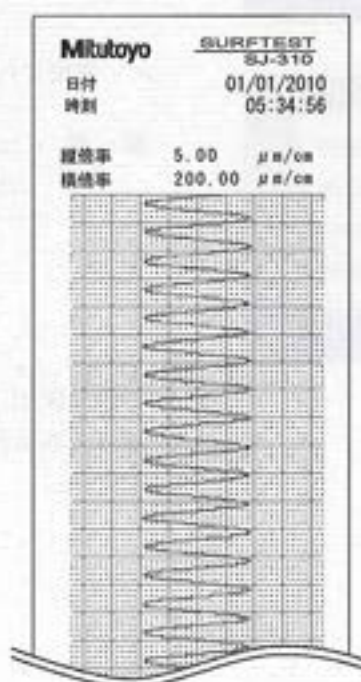 Mitutoyo SURFTEST
SJ-310
日付 01/01/2010
時刻 05:34:56
縦倍率 5.00 μm/cm
横倍率 200.00 μm/cm